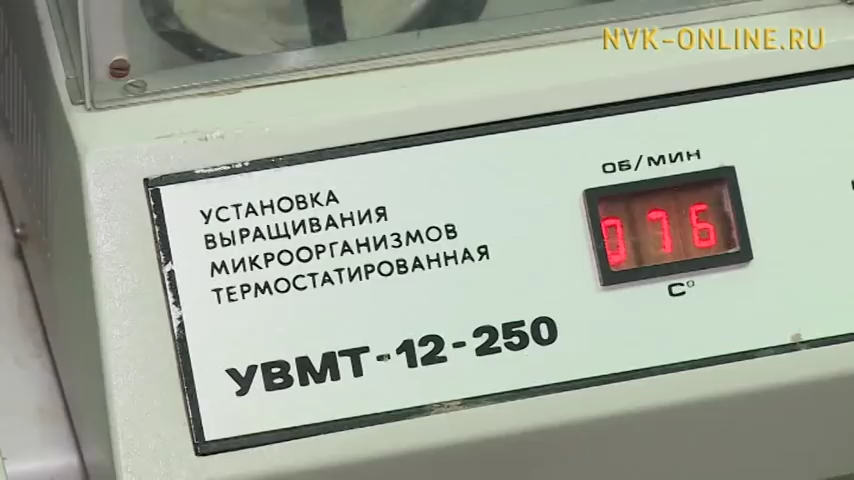 NVK-ONLINE.RU
УСТАНОВКА
ВЫРАЩИВАНИЯ
МИКРООРГАНИЗМОВ
ТЕРМОСТАТИРОВАННАЯ
УВМТ-12-250
ОБ/МИН
076
С°